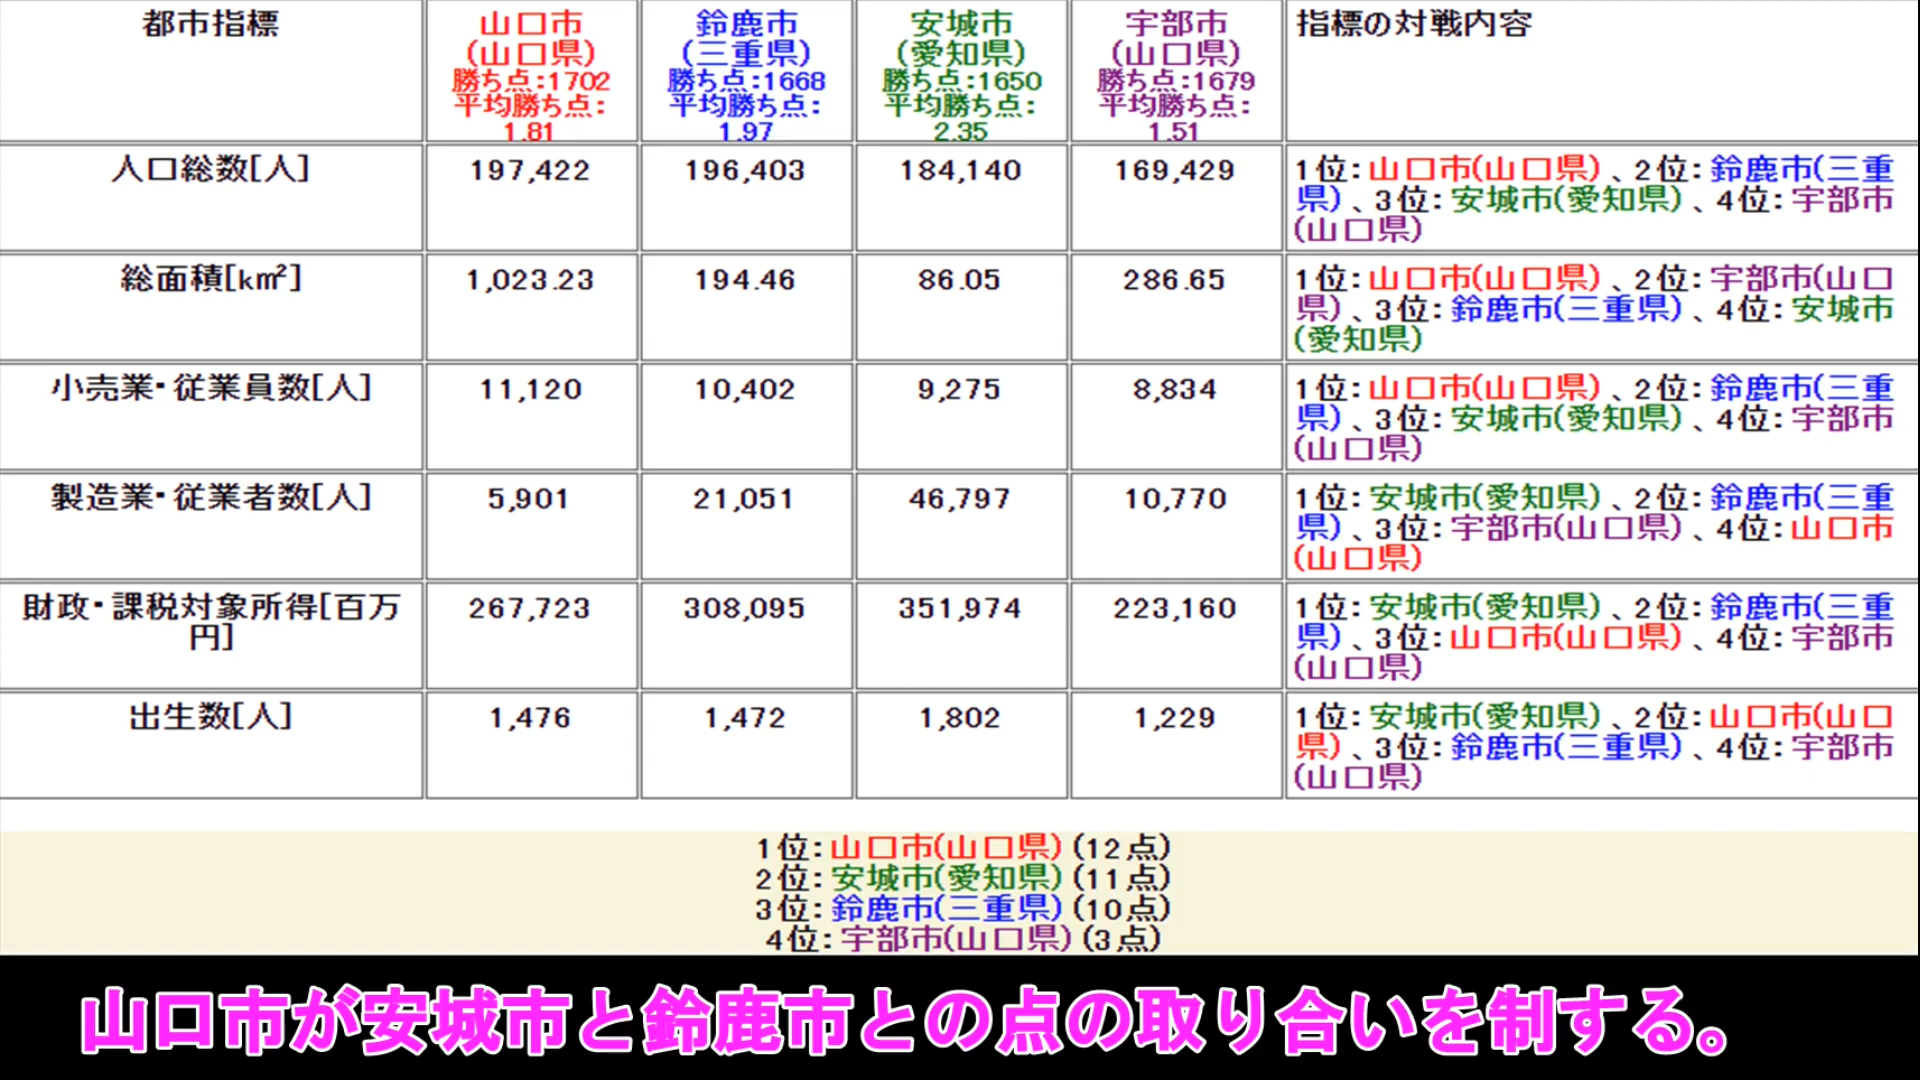 都市指標
山口市
(山口県)
勝ち点:1702
平均勝ち点:
1.81
鈴鹿市
(三重県)
勝ち点:1668
平均勝ち点:
1.97
安城市
(愛知県)
勝ち点:1650
平均勝ち点:
2.35
宇部市
(山口県)
勝ち点:1679
平均勝ち点:
1.51
指標の対戦内容
人口総数[人]
197,422
196,403
184,140
169,429
1位:山口市(山口県)、2位:鈴鹿市(三重
県)、3位:安城市(愛知県)、4位:宇部市
(山口県)
総面積[km²]
1,023.23
194.46
86.05
286.65
1位:山口市(山口県)、2位:宇部市(山口
県)、3位:鈴鹿市(三重県)、4位:安城市
(愛知県)
小売業・従業員数[人]
11,120
10,402
9,275
8,834
1位:山口市(山口県)、2位:鈴鹿市(三重
県)、3位:安城市(愛知県)、4位:宇部市
(山口県)
製造業・従業者数[人]
5,901
21,051
46,797
10,770
1位:安城市(愛知県)、2位:鈴鹿市(三重
県)、3位:宇部市(山口県)、4位:山口市
(山口県)
財政・課税対象所得[百万
円]
267,723
308,095
351,974
223,160
1位:安城市(愛知県)、2位:鈴鹿市(三重
県)、3位:山口市(山口県)、4位:宇部市
(山口県)
出生数[人]
1,476
1,472
1,802
1,229
1位:安城市(愛知県)、2位:山口市(山口
県)、3位:鈴鹿市(三重県)、4位:宇部市
(山口県)
1位:山口市(山口県)(12点)
2位:安城市(愛知県)(11点)
3位:鈴鹿市(三重県)(10点)
4位:宇部市(山口県)(3点)
山口市が安城市と鈴鹿市との点の取り合いを制する。